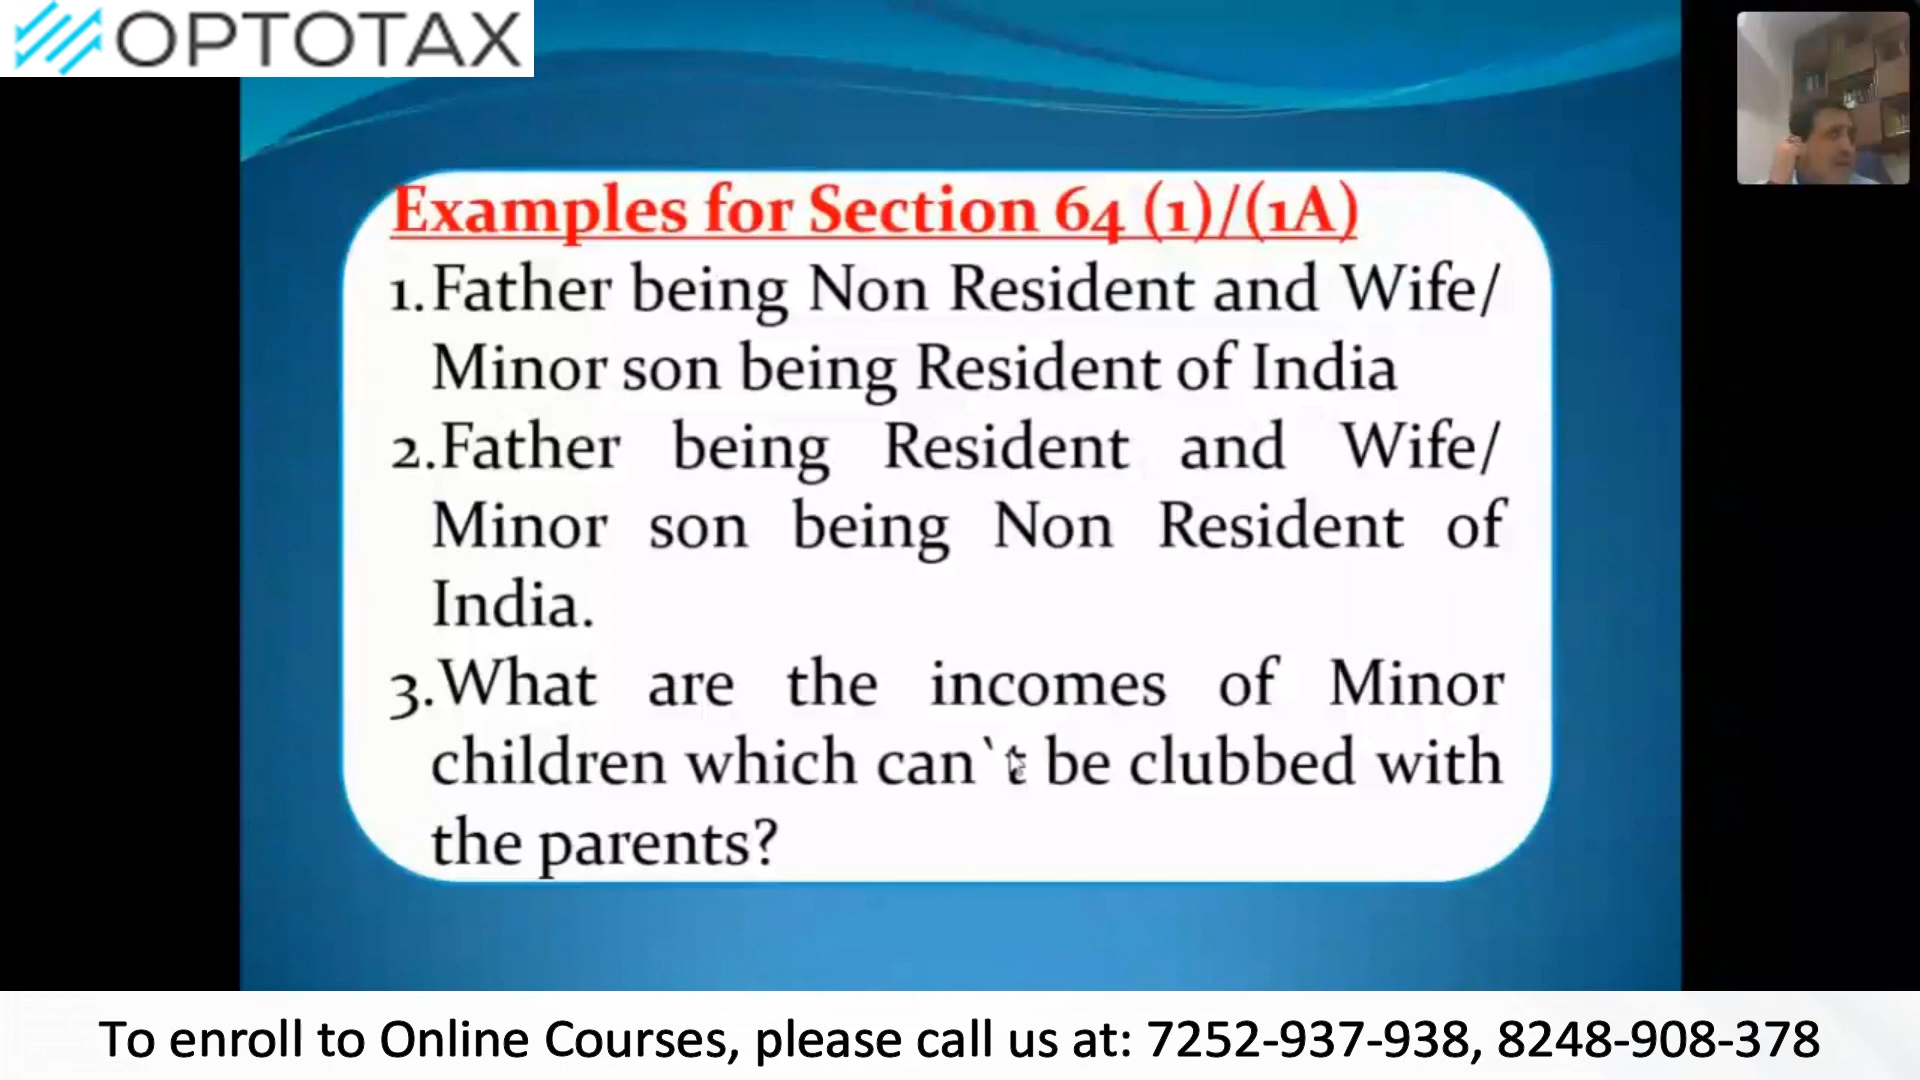 OPTOTAX
Examples for Section 64 (1)/(1A)
1. Father being Non Resident and Wife/
Minor son being Resident of India
2. Father being Resident and Wife/
Minor son being Non Resident of
India.
3. What are the incomes of Minor
children which can`t be clubbed with
the parents?
To enroll to Online Courses, please call us at: 7252-937-938, 8248-908-378